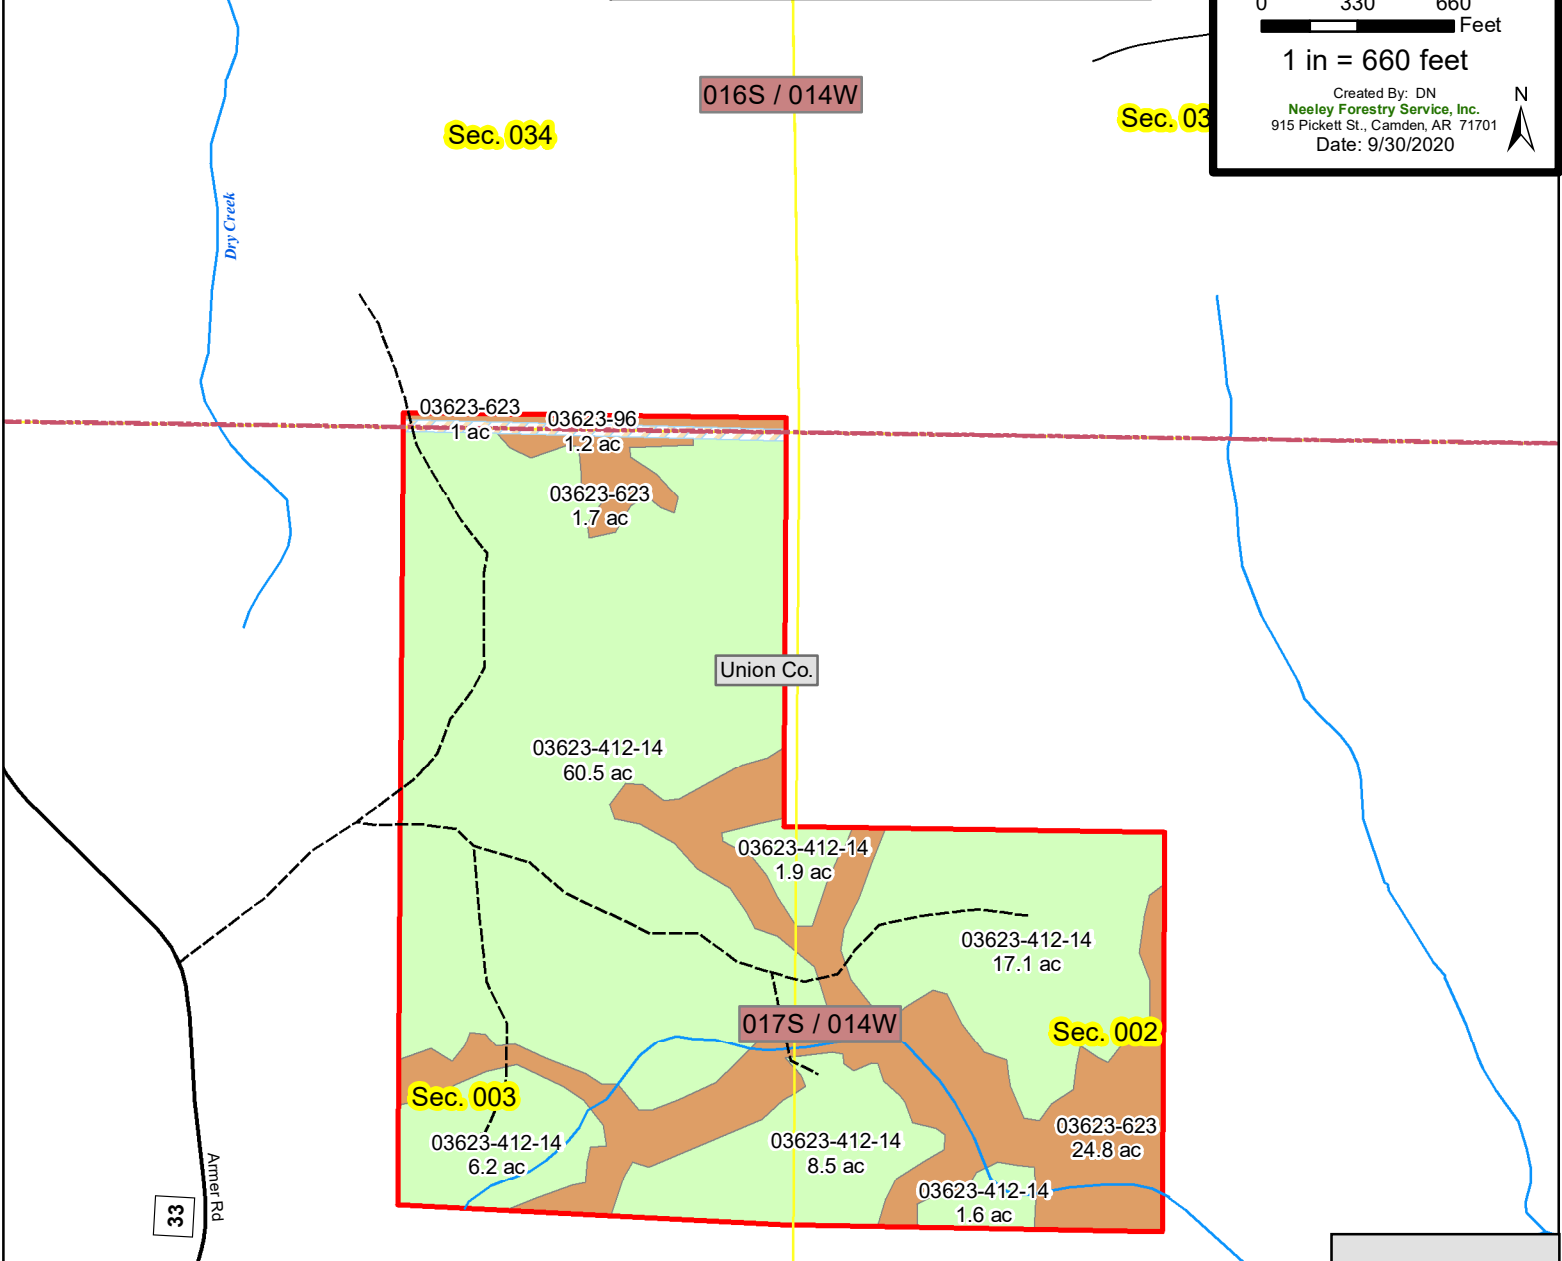 0 330 660
Feet
1 in = 660 feet
Created By: DN
Neeley Forestry Service, Inc.
915 Pickett St., Camden, AR 71701
Date: 9/30/2020
N
016S / 014W
Sec. 034
Sec. 03
Dry Creek
03623-623
1 ac
03623-96
1.2 ac
03623-623
1.7 ac
Union Co.
03623-412-14
60.5 ac
03623-412-14
1.9 ac
03623-412-14
17.1 ac
017S / 014W
Sec. 002
Sec. 003
03623-412-14
6.2 ac
03623-412-14
8.5 ac
03623-623
24.8 ac
03623-412-14
1.6 ac
Armer Rd
33